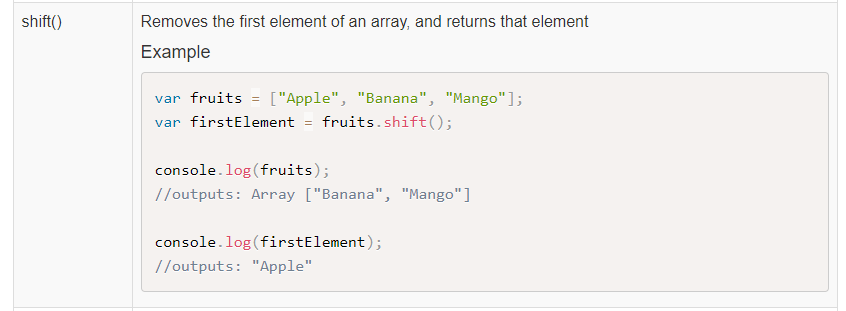 shift()
Removes the first element of an array, and returns that element
Example
var fruits = ["Apple", "Banana", "Mango"];
var firstElement = fruits.shift();
console.log(fruits);
//outputs: Array ["Banana", "Mango"]
console.log(firstElement);
//outputs: "Apple"